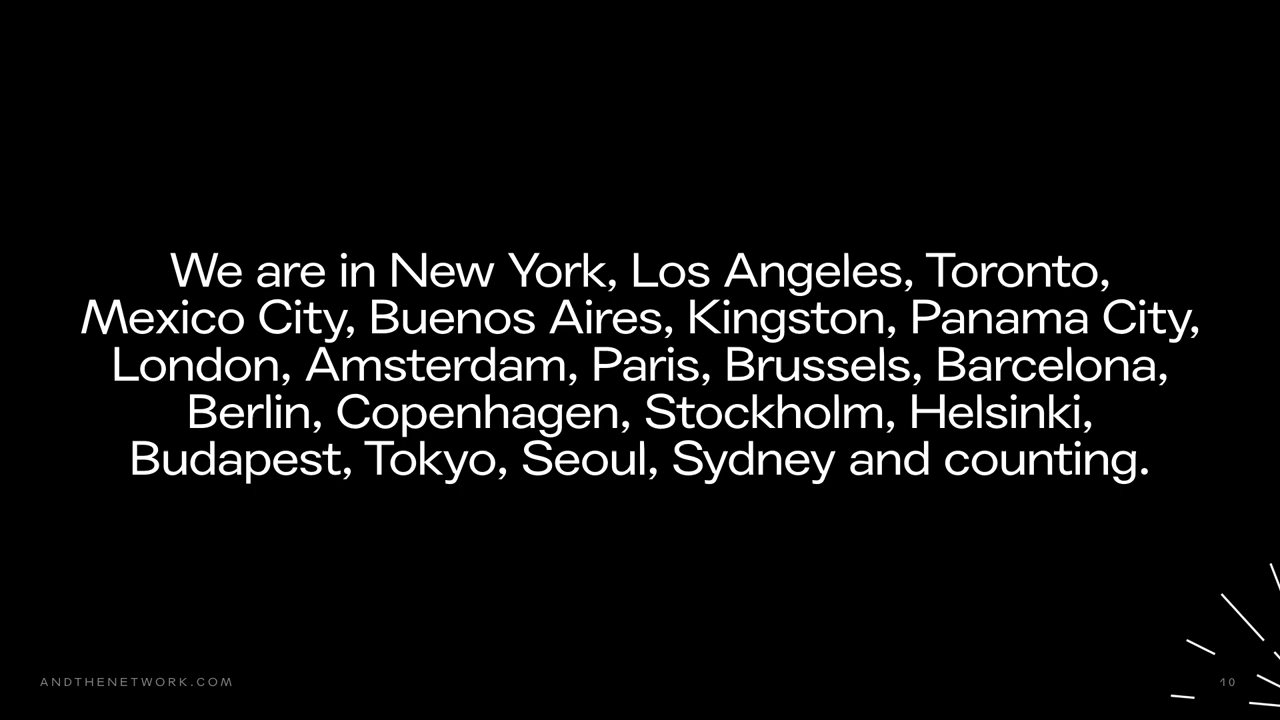 We are in New York, Los Angeles, Toronto,
Mexico City, Buenos Aires, Kingston, Panama City,
London, Amsterdam, Paris, Brussels, Barcelona,
Berlin, Copenhagen, Stockholm, Helsinki,
Budapest, Tokyo, Seoul, Sydney and counting.
ANDTHENETWORK.COM
10